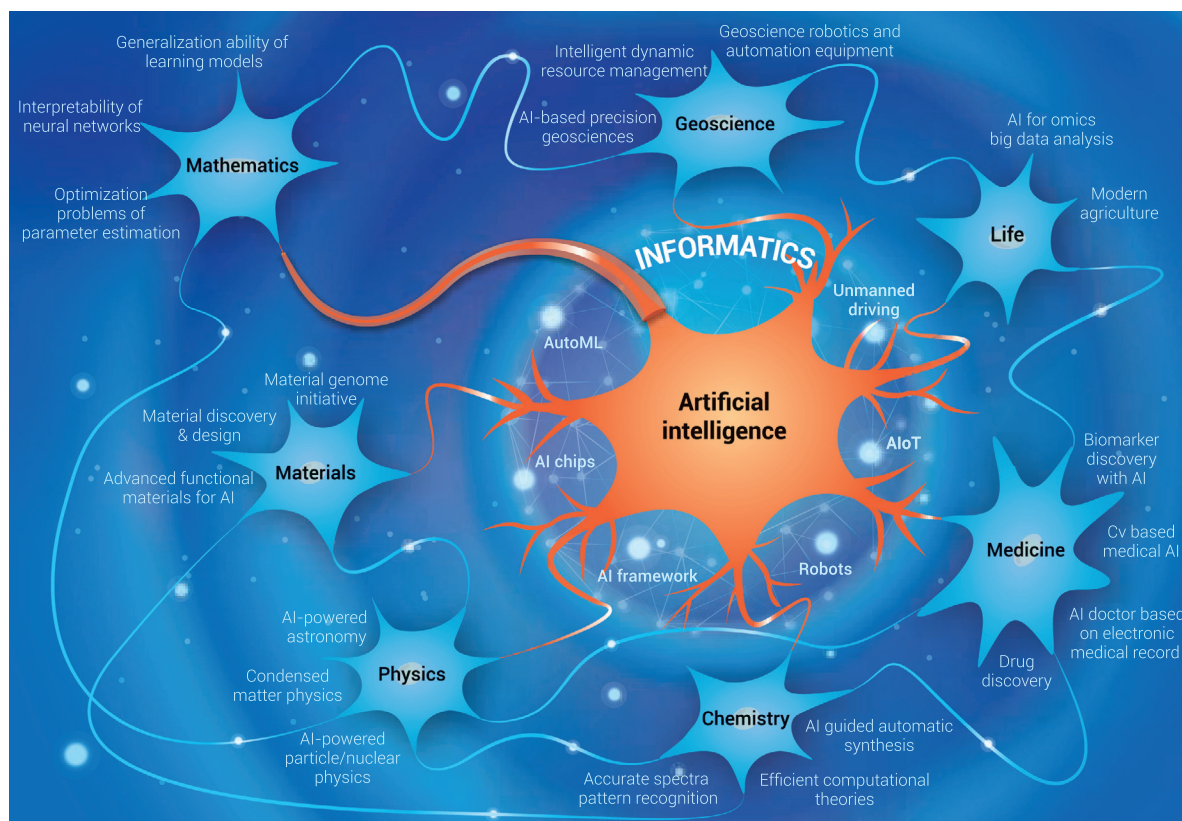 Generalization ability of
learning models
Interpretability of
neural networks
Mathematics
Optimization
problems of
parameter estimation
Intelligent dynamic
resource management
Geoscience robotics and
automation equipment
AI-based precision
geosciences
Geoscience
AI for omics
big data analysis
Modern
agriculture
Life
INFORMATICS
Unmanned
driving
AutoML
Artificial
intelligence
AIoT
AI chips
AI framework
Robots
Material genome
initiative
Material discovery
& design
Advanced functional
materials for AI
Materials
Biomarker
discovery
with AI
Cv based
medical AI
Medicine
AI doctor based
on electronic
medical record
Drug
discovery
AI-powered
astronomy
Condensed
matter physics
Physics
AI-powered
particle/nuclear
physics
Chemistry
AI guided automatic
synthesis
Accurate spectra
pattern recognition
Efficient computational
theories